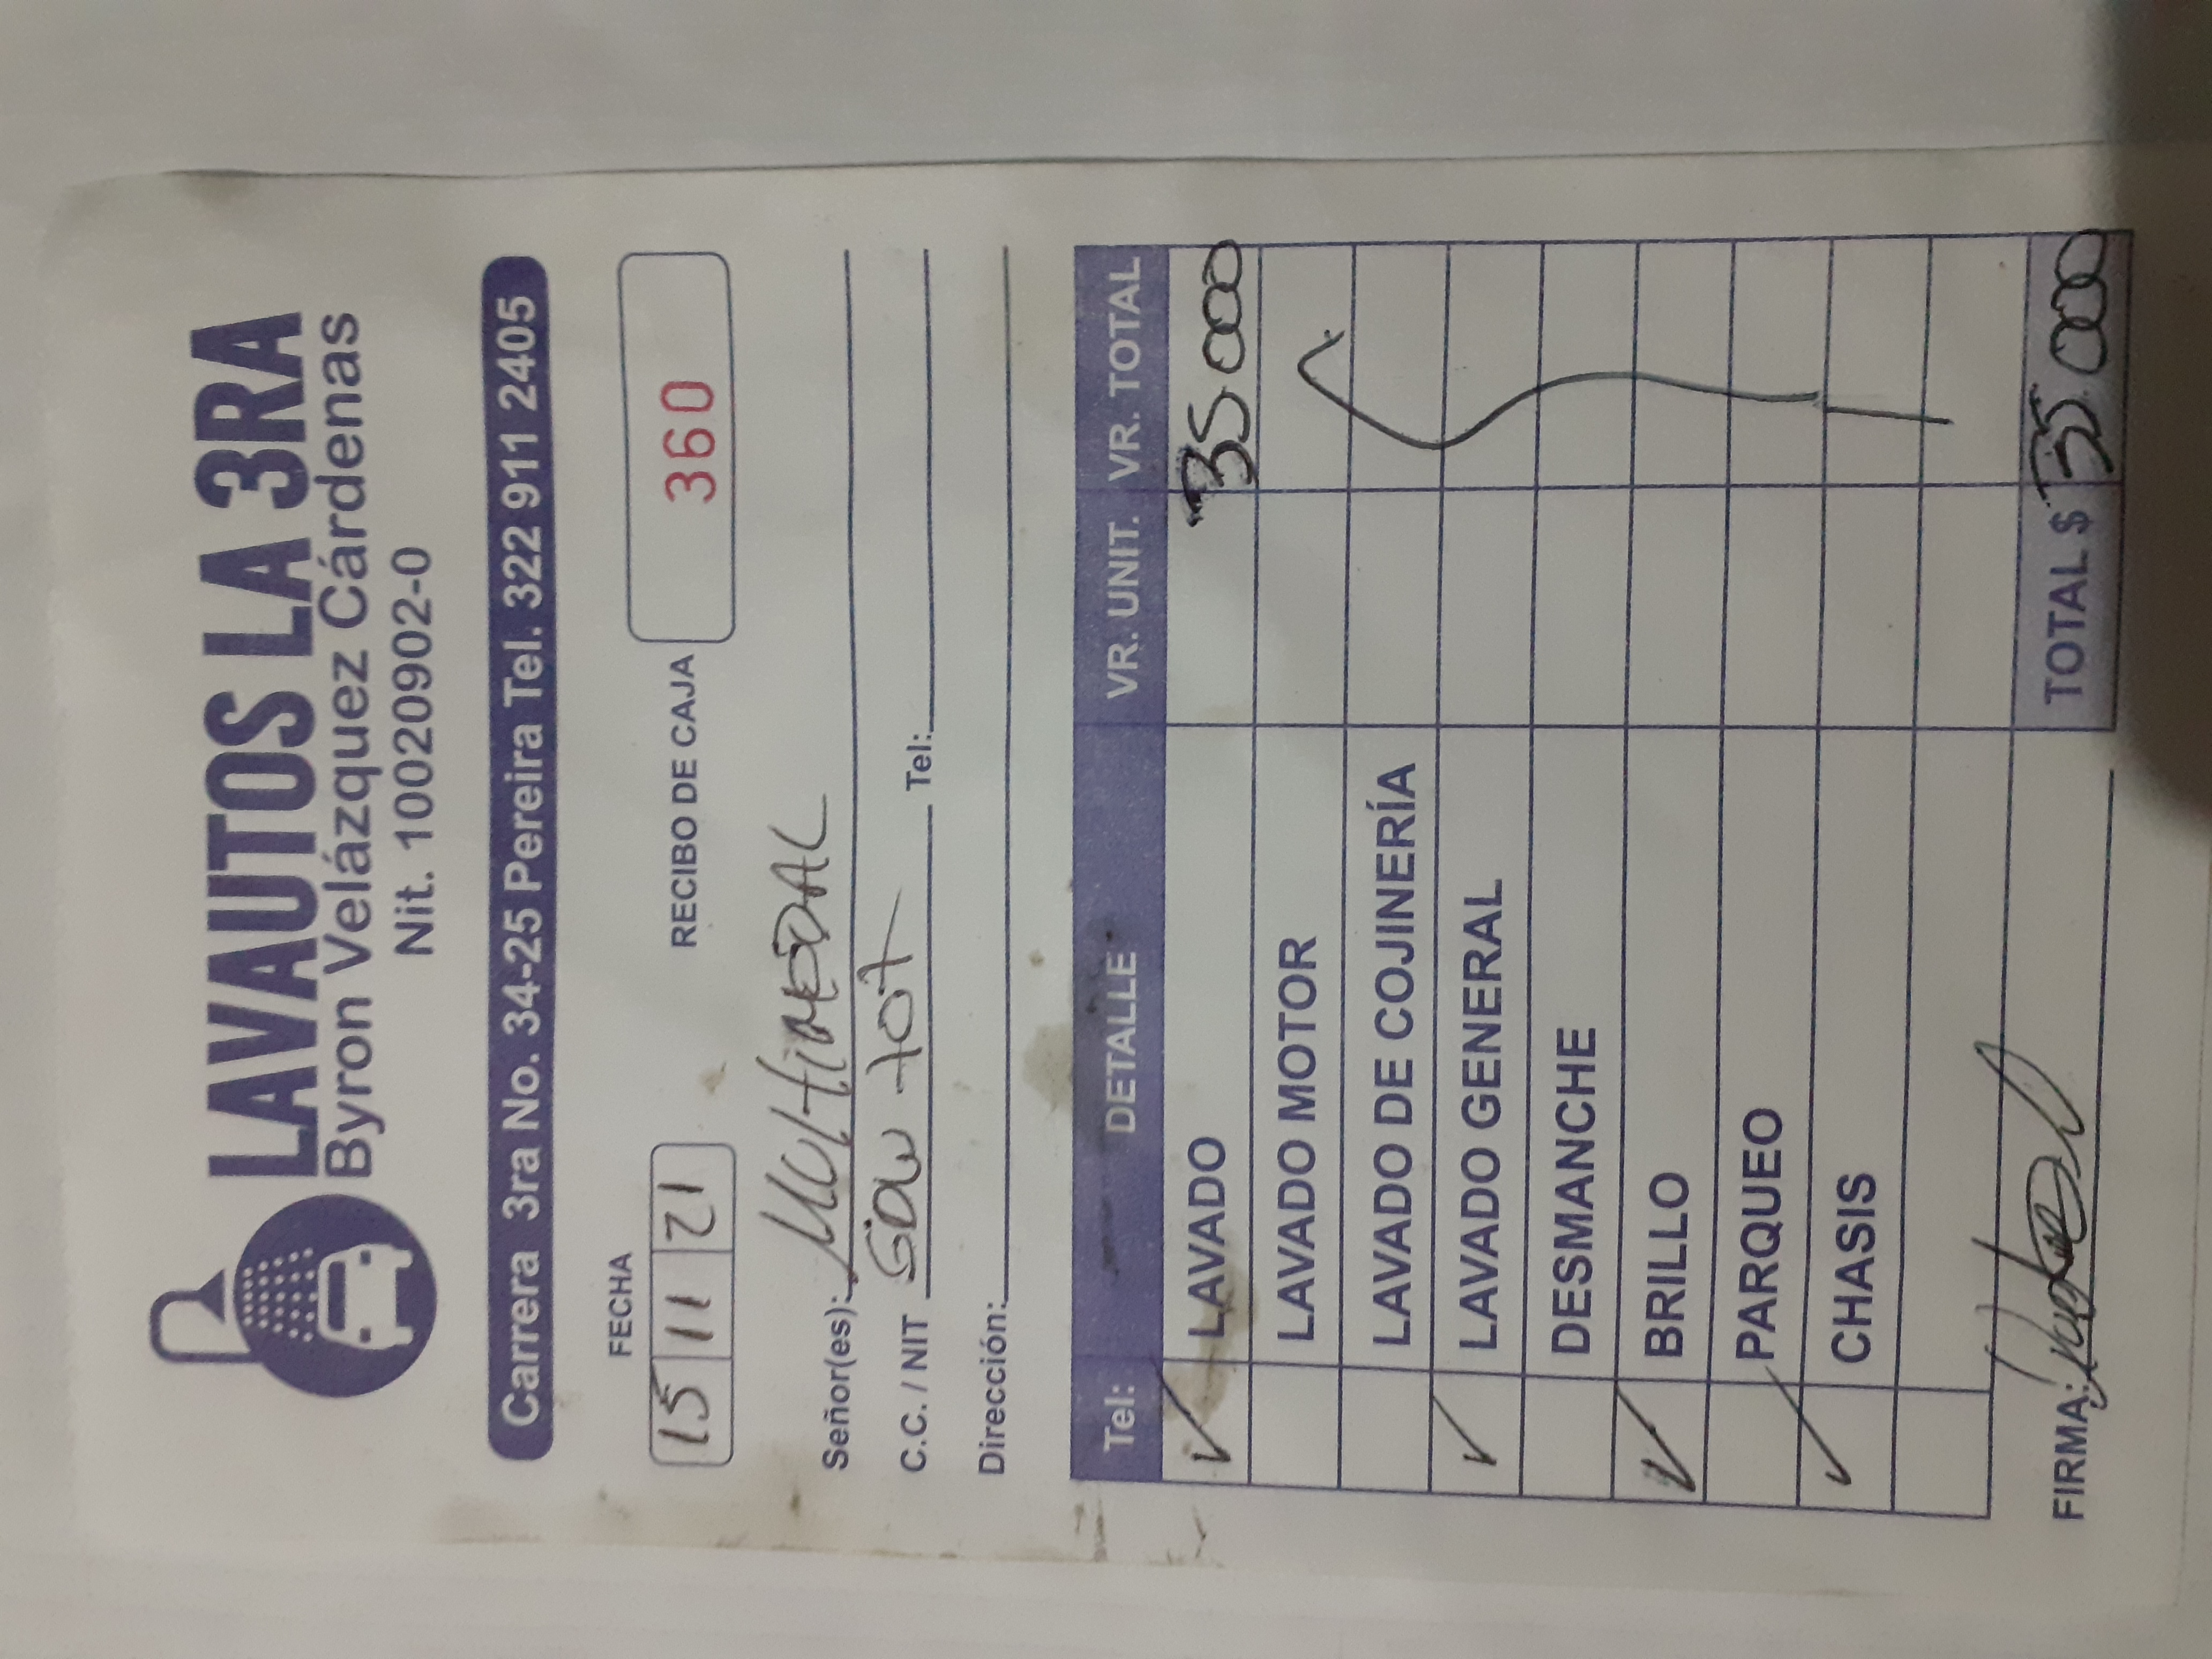 LAVAUTOS LA 3RA
Byron Velázquez Cárdenas
Nit. 10020902-0
Carrera 3ra No. 34-25 Pereira Tel. 322 911 2405
FECHA
15 11 21
RECIBO DE CAJA 360
Señor(es): Multimodal
C.C. / NIT Tel:
Dirección:
Tel: DETALLE VR. UNIT. VR. TOTAL
LAVADO 35000
LAVADO MOTOR
LAVADO DE COJINERÍA
LAVADO GENERAL
DESMANCHE
BRILLO
PARQUEO
CHASIS
TOTAL $ 35000
FIRMA: